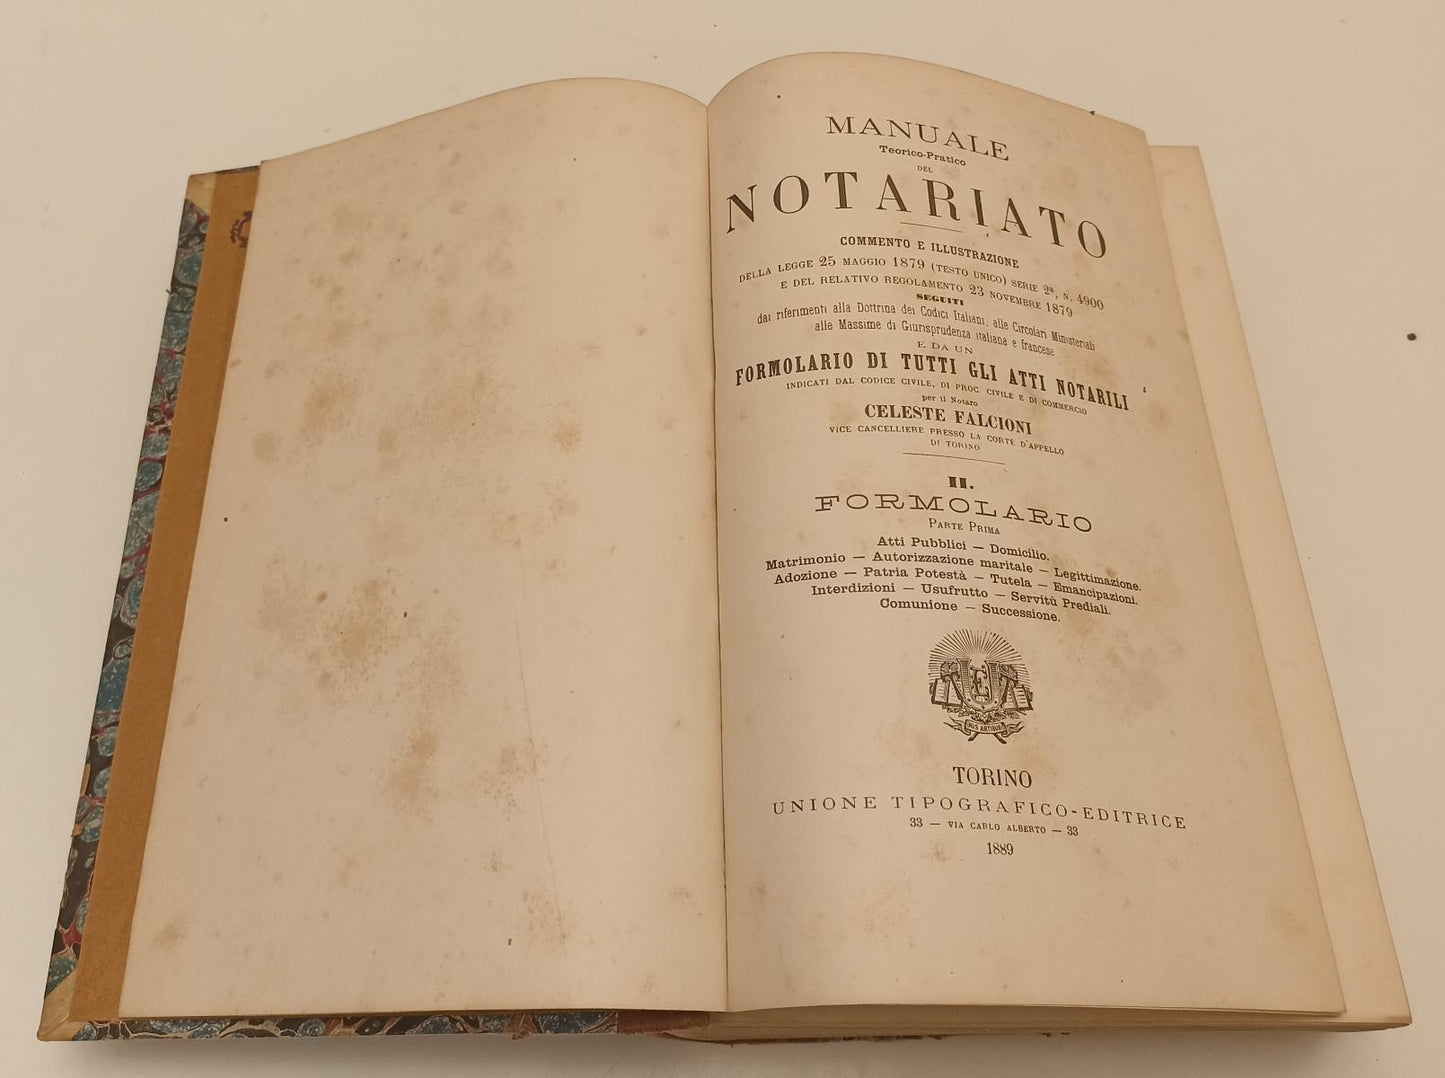 MANUALE
Teorico-Pratico
DEL
NOTARIATO
COMMENTO E ILLUSTRAZIONE
DELLA LEGGE 25 MAGGIO 1879 (TESTO UNICO) SERIE 2ª, N. 4900
E DEL RELATIVO REGOLAMENTO 23 NOVEMBRE 1879
SEGUITI
dai riferimenti alla Dottrina dei Codici Italiani, alle Circolari Ministeriali
alle Massime di Giurisprudenza italiana e francese
E DA UN
FORMOLARIO DI TUTTI GLI ATTI NOTARILI
INDICATI DAL CODICE CIVILE, DI PROC. CIVILE E DI COMMERCIO
per il Notaro
CELESTE FALCIONI
VICE CANCELLIERE PRESSO LA CORTE D'APPELLO
DI TORINO
II.
FORMOLARIO
PARTE PRIMA
Atti Pubblici — Domicilio.
Matrimonio — Autorizzazione maritale — Legittimazione.
Adozione — Patria Potestà — Tutela — Emancipazioni.
Interdizioni — Usufrutto — Servitù Prediali.
Comunione — Successione.
HIS ARTIBUS
TORINO
UNIONE TIPOGRAFICO-EDITRICE
33 — VIA CARLO ALBERTO — 33
1889